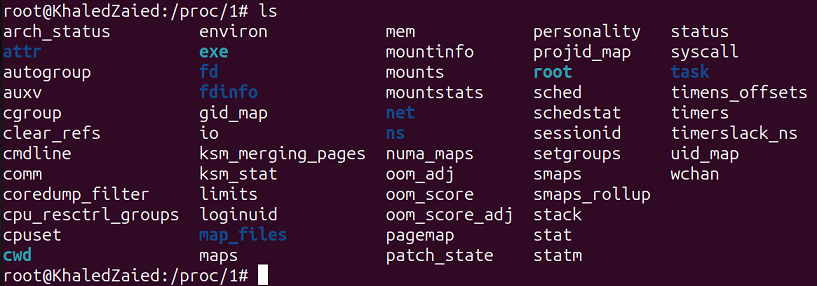 root@KhaledZaied:/proc/1# ls
arch_status environ mem personality status
attr exe mountinfo projid_map syscall
autogroup fd mounts root task
auxv fdinfo mountstats sched timens_offsets
cgroup gid_map net schedstat timers
clear_refs io ns sessionid timerslack_ns
cmdline ksm_merging_pages numa_maps setgroups uid_map
comm ksm_stat oom_adj smaps wchan
coredump_filter limits oom_score smaps_rollup
cpu_resctrl_groups loginuid oom_score_adj stack
cpuset map_files pagemap stat
cwd maps patch_state statm
root@KhaledZaied:/proc/1#